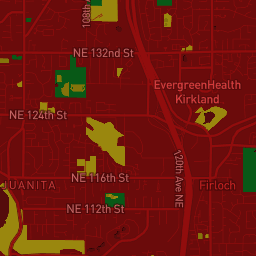 108th A
NE 132nd St
EvergreenHealth
Kirkland
NE 124th St
120th Ave NE
NE 116th St
JUANITA
Firloch
NE 112th St